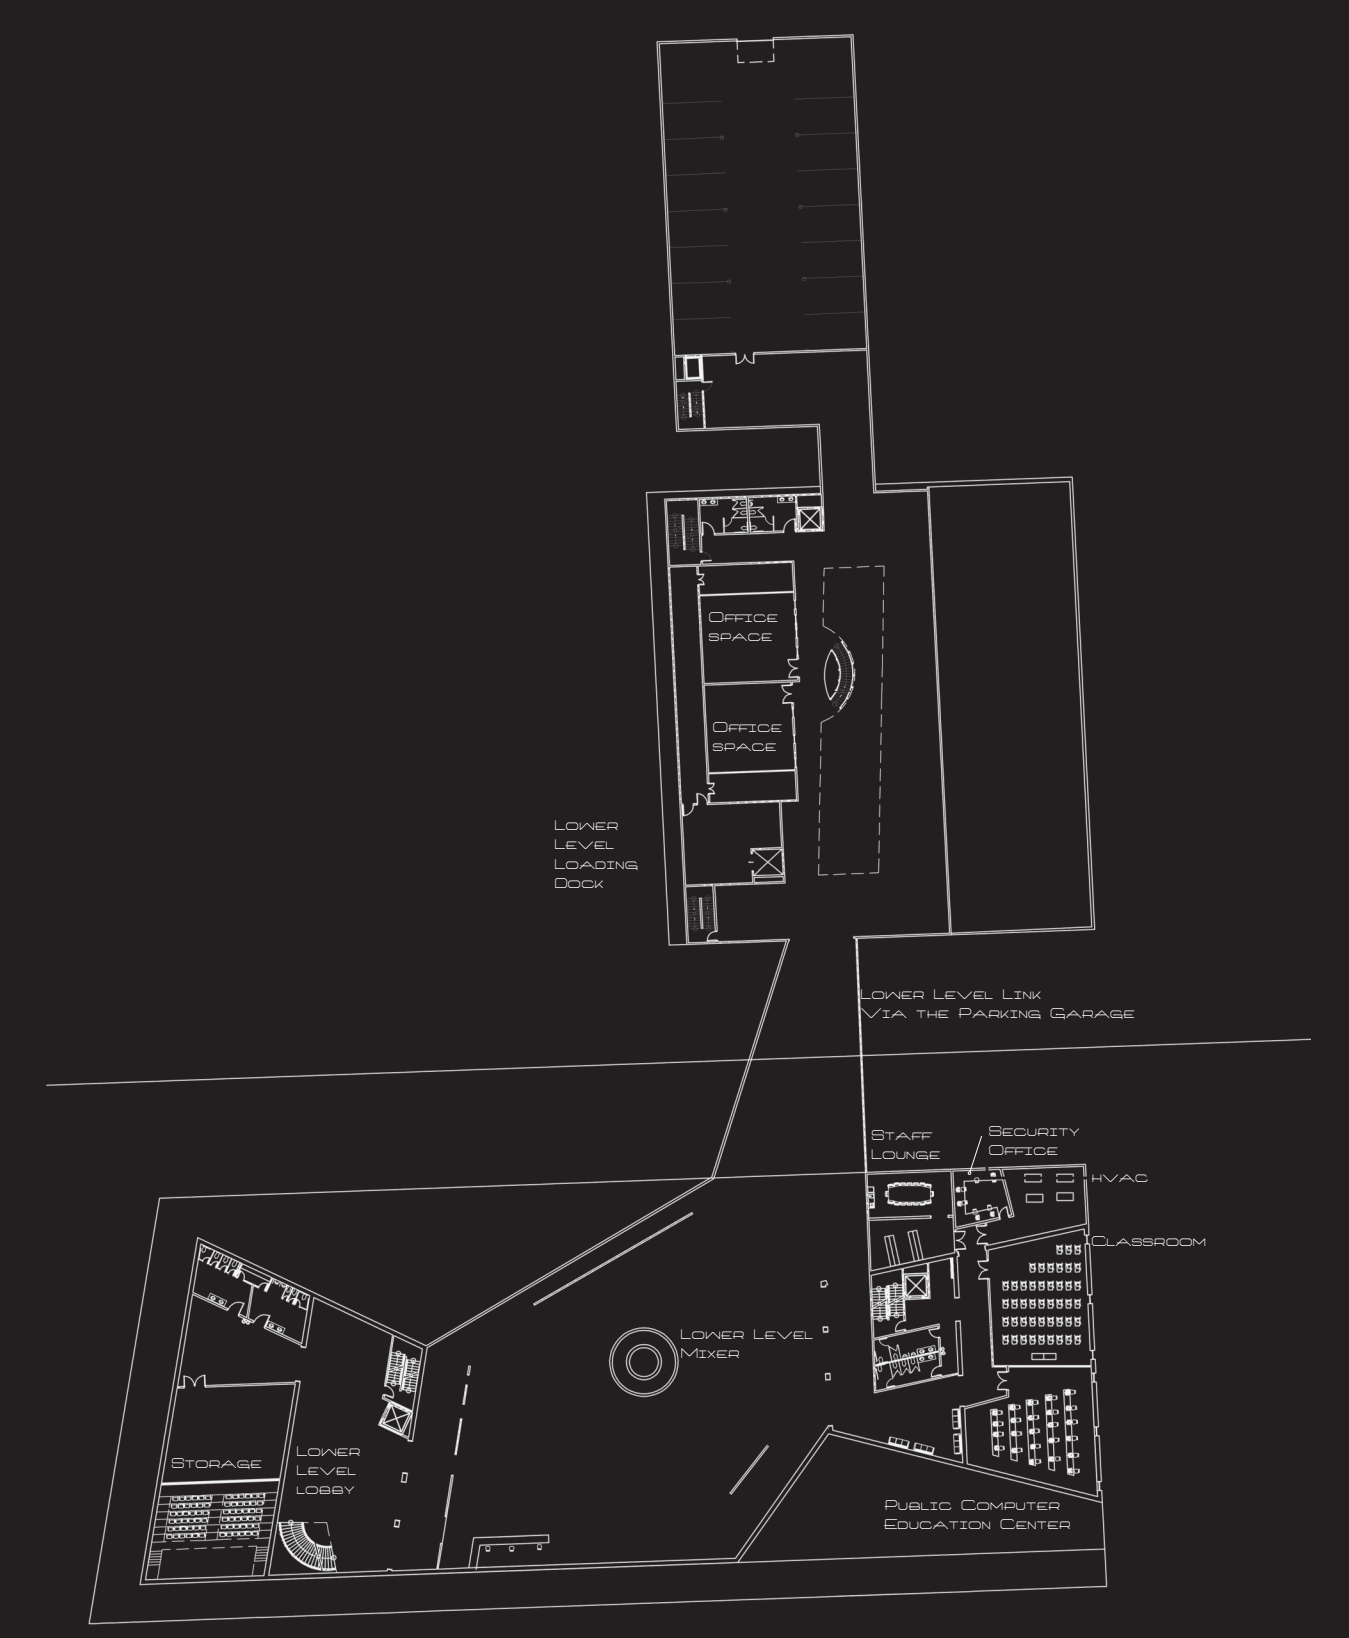 Office
space
Office
space
Lower
Level
Loading
Dock
Lower Level Link
Via the Parking Garage
Staff
Lounge
Security
Office
HVAC
Classroom
Lower Level
Mixer
Storage
Lower
Level
lobby
Public Computer
Education Center